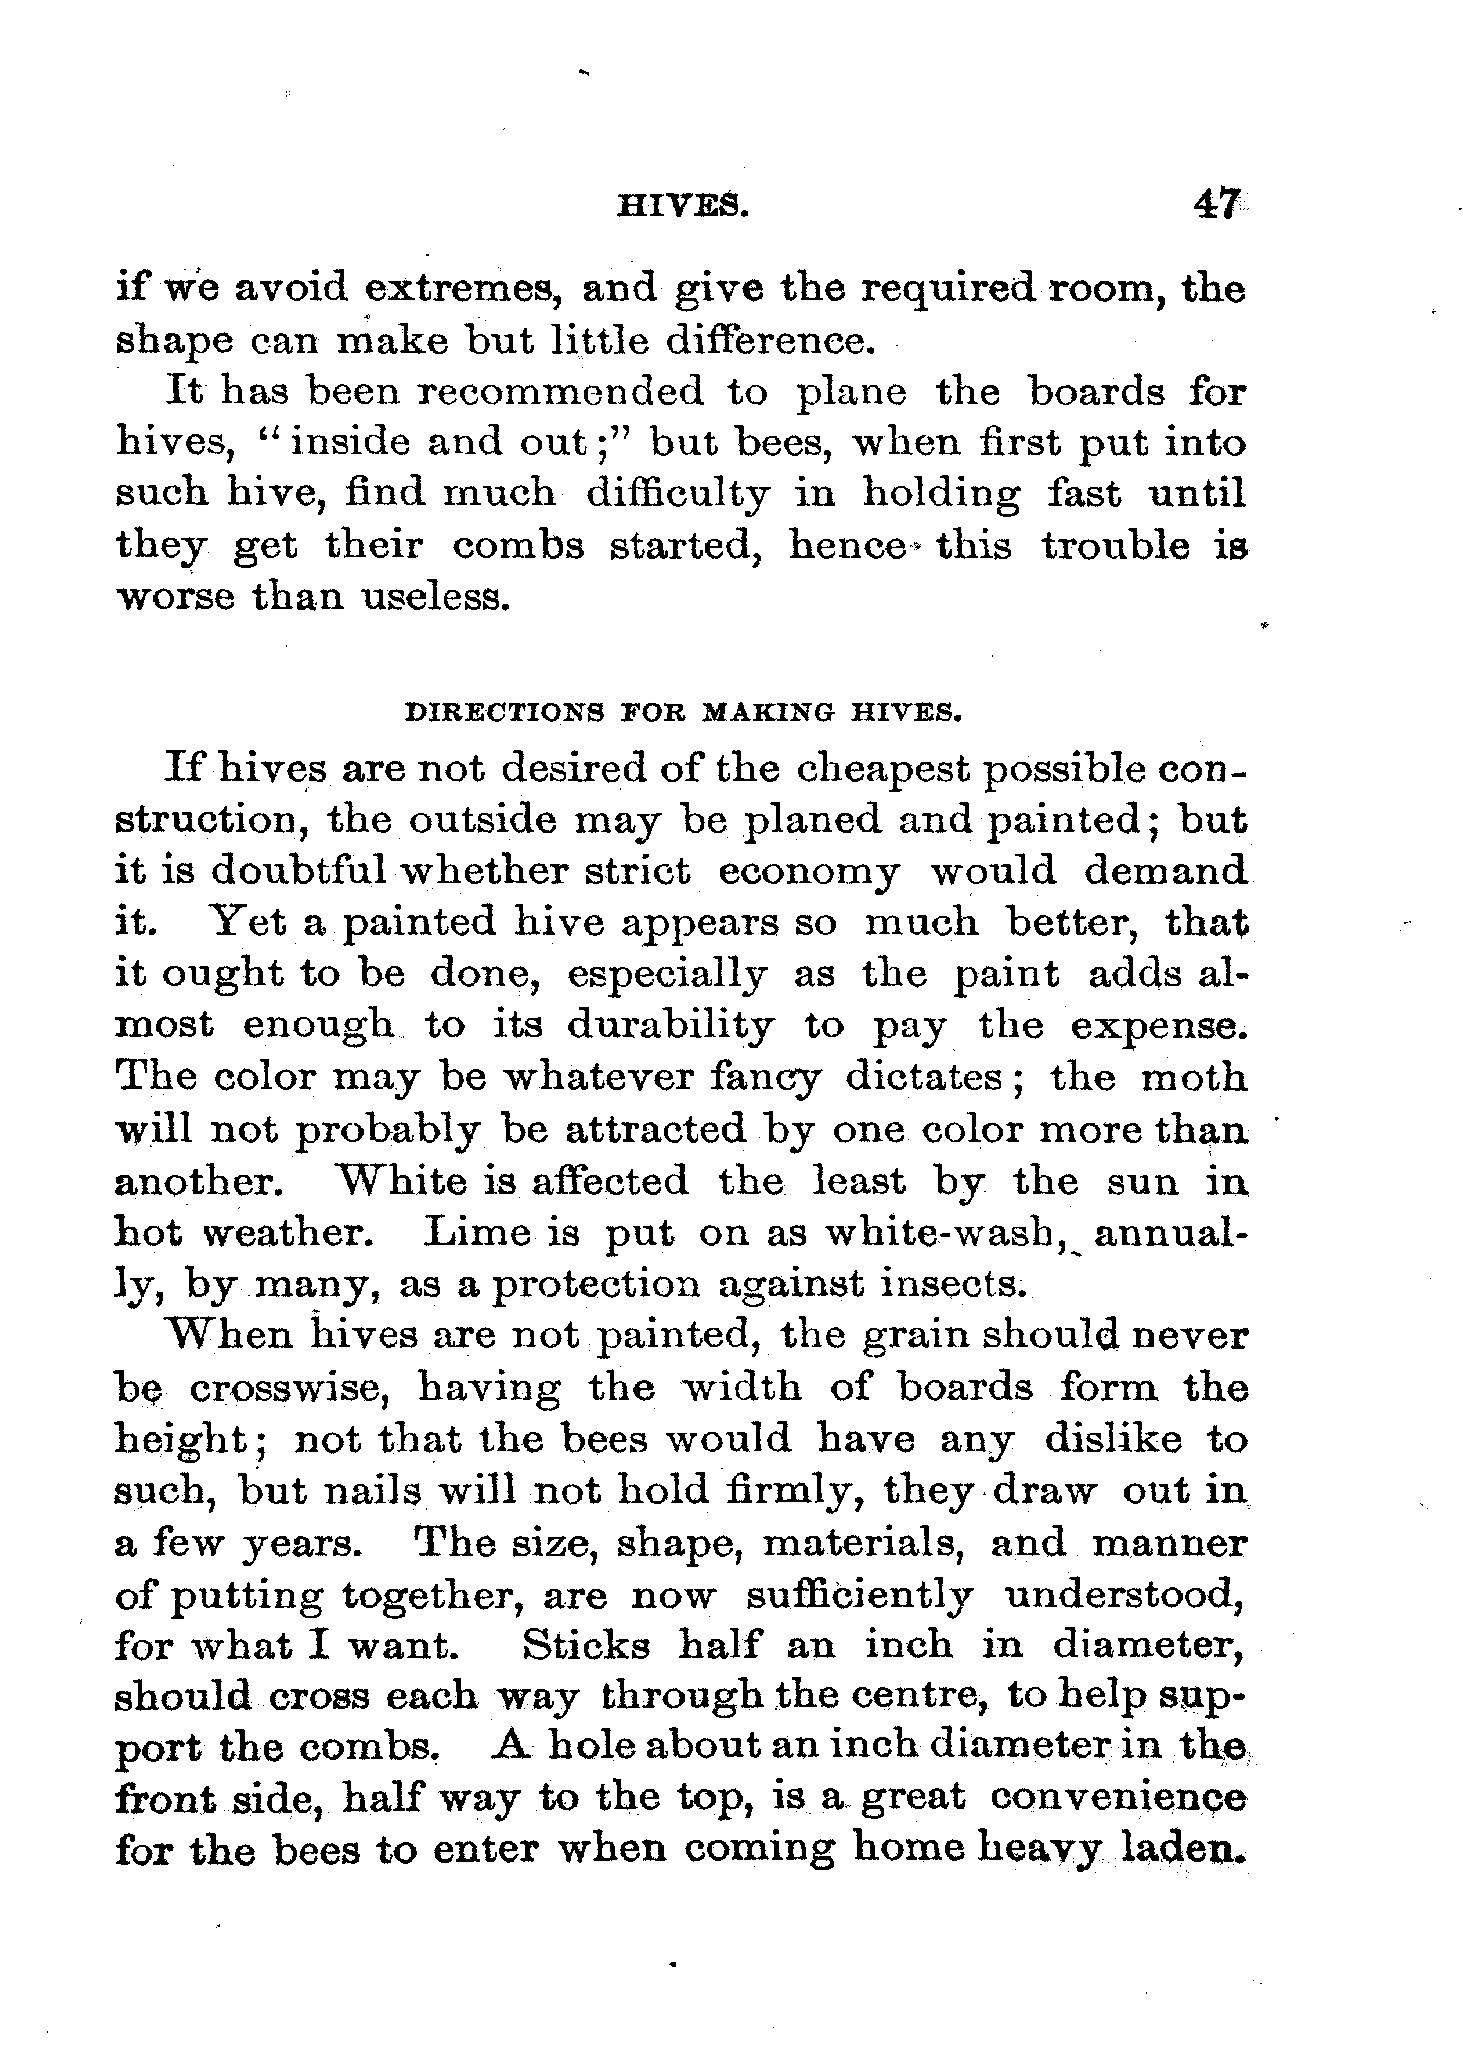 HIVES. 47
if we avoid extremes, and give the required room, the
shape can make but little difference.
It has been recommended to plane the boards for
hives, “inside and out;” but bees, when first put into
such hive, find much difficulty in holding fast until
they get their combs started, hence this trouble is
worse than useless.
DIRECTIONS FOR MAKING HIVES.
If hives are not desired of the cheapest possible con-
struction, the outside may be planed and painted; but
it is doubtful whether strict economy would demand
it. Yet a painted hive appears so much better, that
it ought to be done, especially as the paint adds al-
most enough to its durability to pay the expense.
The color may be whatever fancy dictates; the moth
will not probably be attracted by one color more than
another. White is affected the least by the sun in
hot weather. Lime is put on as white-wash, annual-
ly, by many, as a protection against insects.
When hives are not painted, the grain should never
be crosswise, having the width of boards form the
height; not that the bees would have any dislike to
such, but nails will not hold firmly, they draw out in
a few years. The size, shape, materials, and manner
of putting together, are now sufficiently understood,
for what I want. Sticks half an inch in diameter,
should cross each way through the centre, to help sup-
port the combs. A hole about an inch diameter in the
front side, half way to the top, is a great convenience
for the bees to enter when coming home heavy laden.